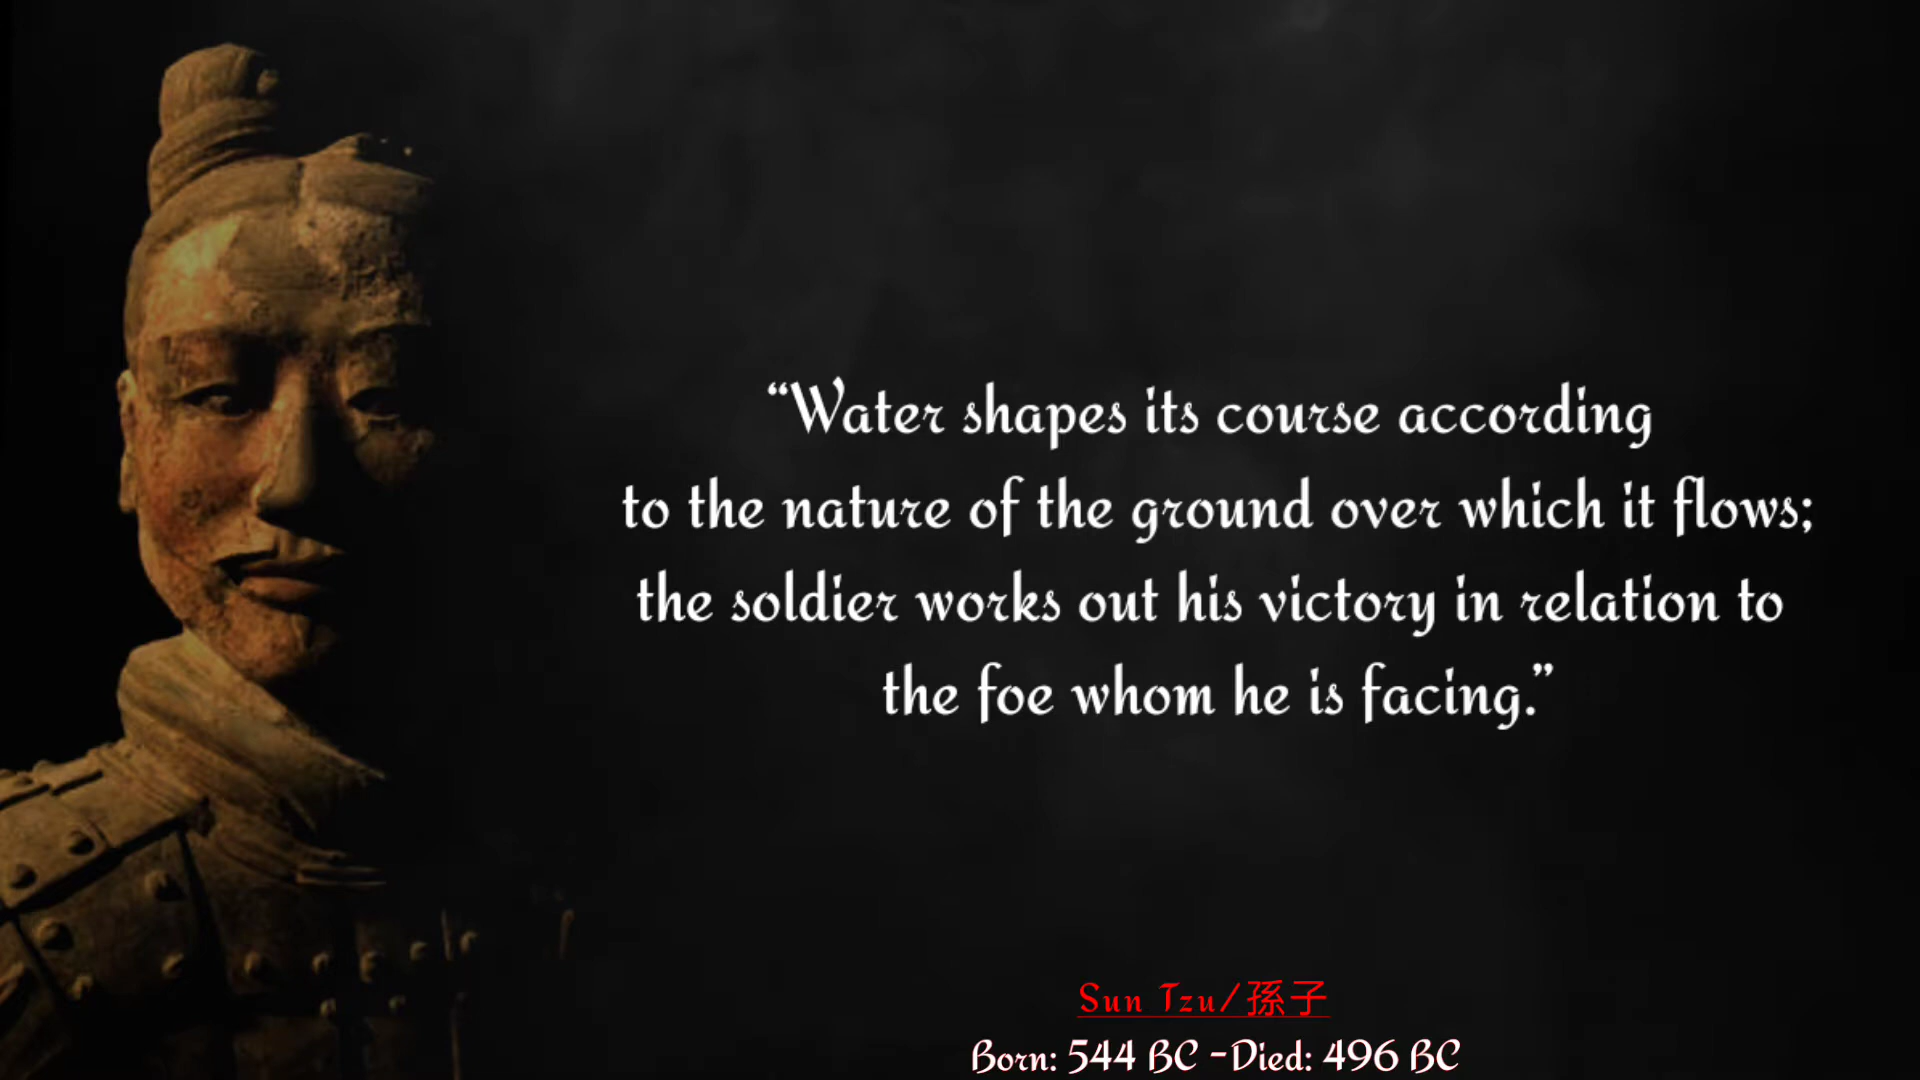 “Water shapes its course according
to the nature of the ground over which it flows;
the soldier works out his victory in relation to
the foe whom he is facing.”
Sun Tzu/孫子
Born: 544 BC -Died: 496 BC